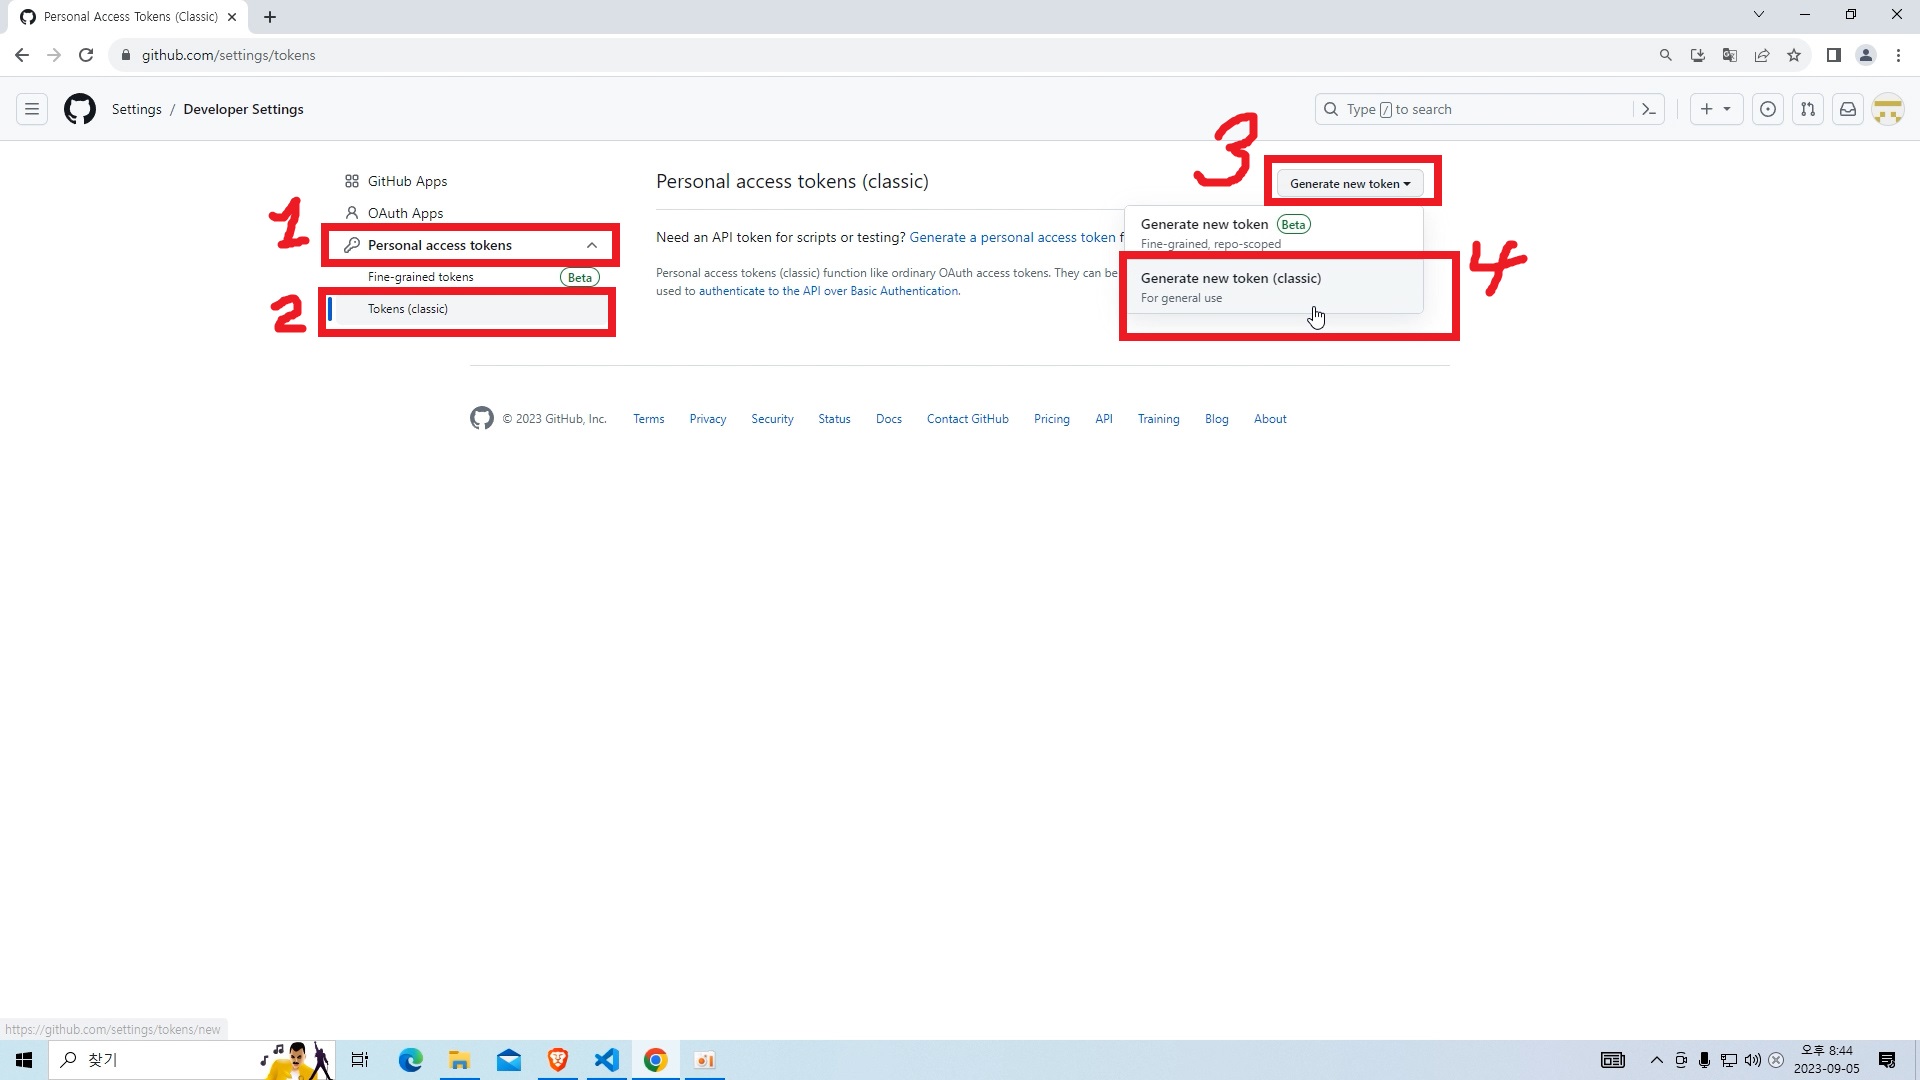 Personal Access Tokens (Classic)
github.com/settings/tokens
Settings / Developer Settings
Type / to search
3
GitHub Apps
Personal access tokens (classic)
Generate new token
1
OAuth Apps
Generate new token Beta
Personal access tokens
Need an API token for scripts or testing? Generate a personal access token f
Fine-grained, repo-scoped
4
Fine-grained tokens Beta
Personal access tokens (classic) function like ordinary OAuth access tokens. They can be
Generate new token (classic)
used to authenticate to the API over Basic Authentication.
For general use
2
Tokens (classic)
© 2023 GitHub, Inc. Terms Privacy Security Status Docs Contact GitHub Pricing API Training Blog About
https://github.com/settings/tokens/new
찾기
오후 8:44
2023-09-05